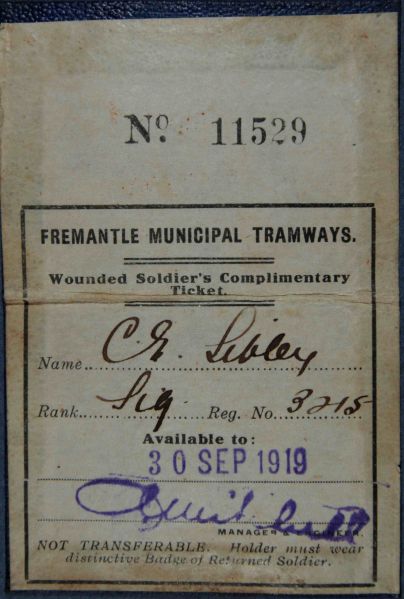 No. 11529
FREMANTLE MUNICIPAL TRAMWAYS.
Wounded Soldier's Complimentary
Ticket.
Name C.E. Sibley
Rank Sig Reg. No. 3215
Available to:
30 SEP 1919
MANAGER & ENGINEER.
NOT TRANSFERABLE. Holder must wear
distinctive Badge of Returned Soldier.